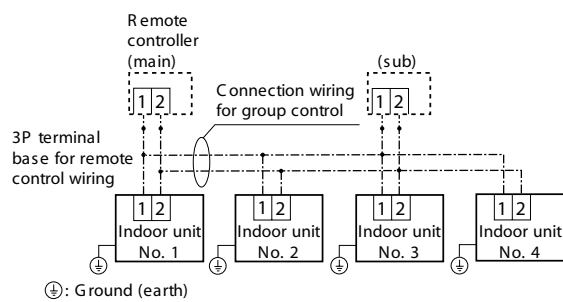 Remote
controller
(main)
(sub)
1 2
1 2
Connection wiring
for group control
3P terminal
base for remote
control wiring
1 2
1 2
1 2
1 2
Indoor unit
No. 1
Indoor unit
No. 2
Indoor unit
No. 3
Indoor unit
No. 4
: Ground (earth)